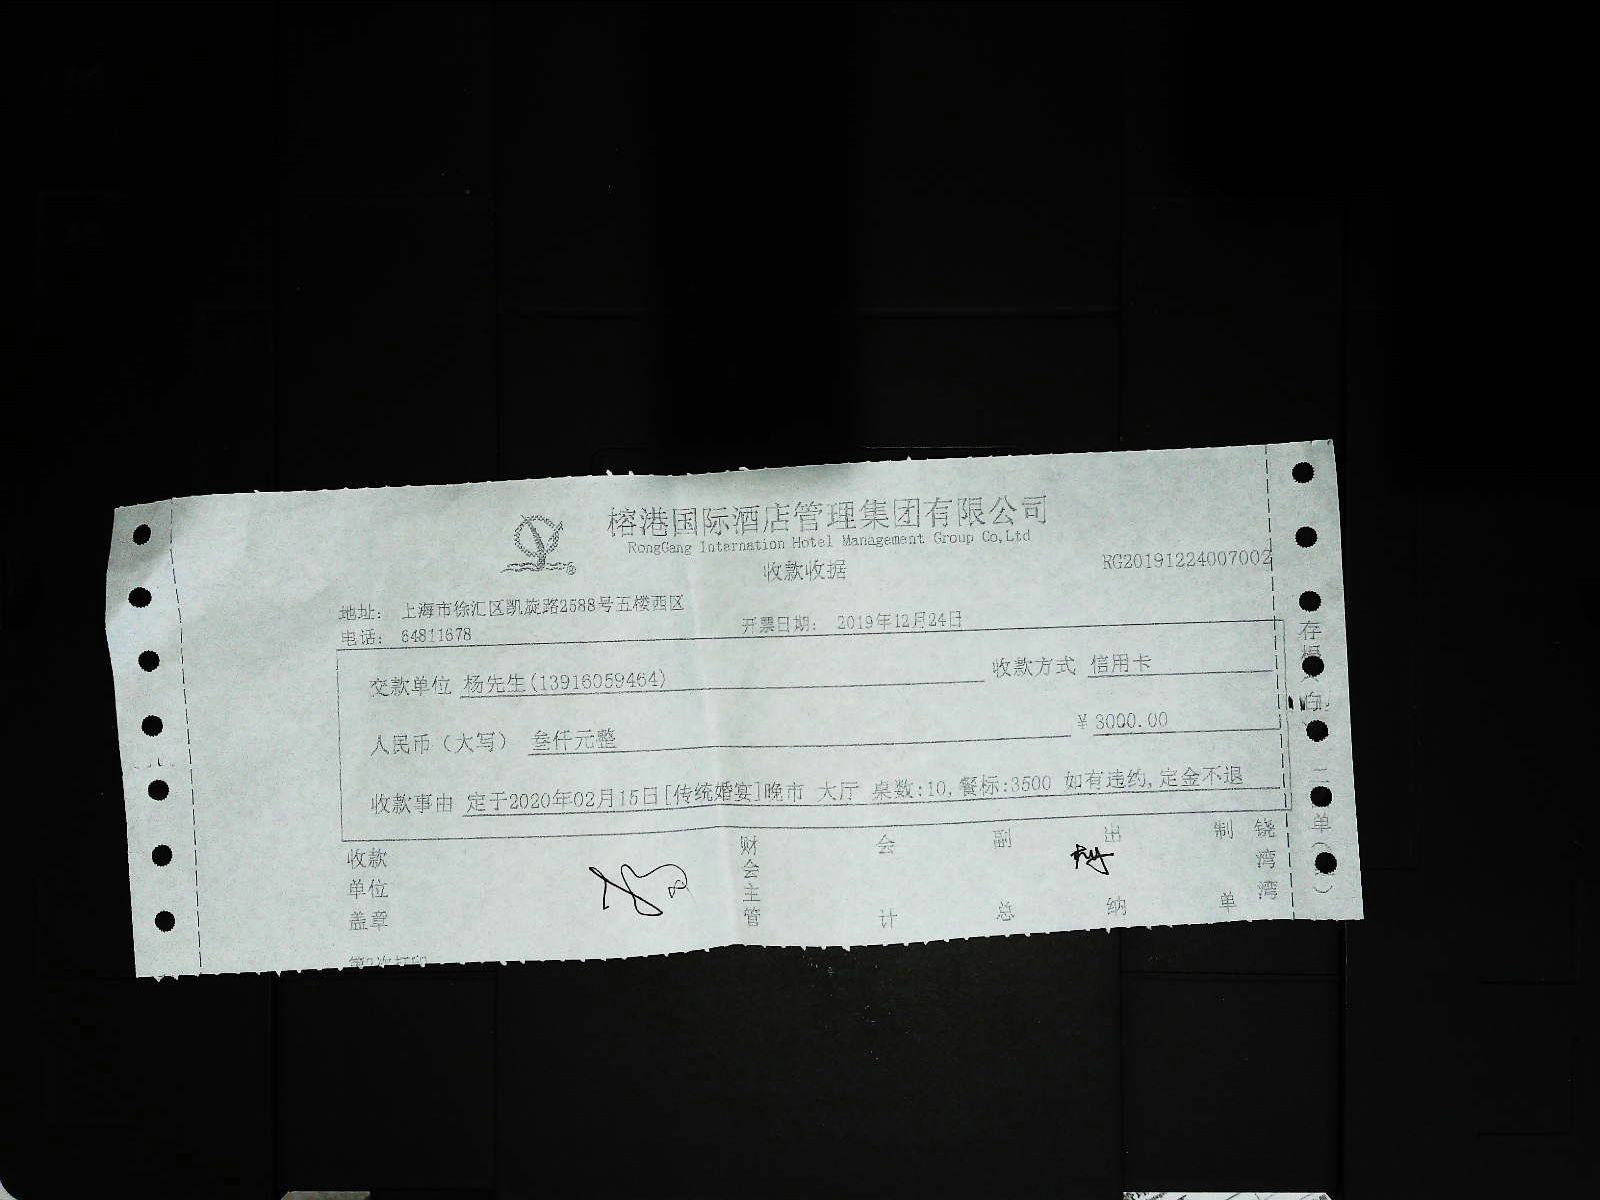 榕港国际酒店管理集团有限公司
RongGang Internation Hotel Management Group Co,Ltd
收款收据
RG20191224007002
地址： 上海市徐汇区凯旋路2588号五楼西区
电话： 64811678
开票日期： 2019年12月24日
交款单位 杨先生(13916059464)
收款方式 信用卡
人民币（大写） 叁仟元整
￥3000.00
收款事由 定于2020年02月15日[传统婚宴]晚市 大厅 桌数:10,餐标:3500 如有违约,定金不退
收款单位盖章
财会主管
会计
副总
出纳
制单
饶湾湾
存根
二单